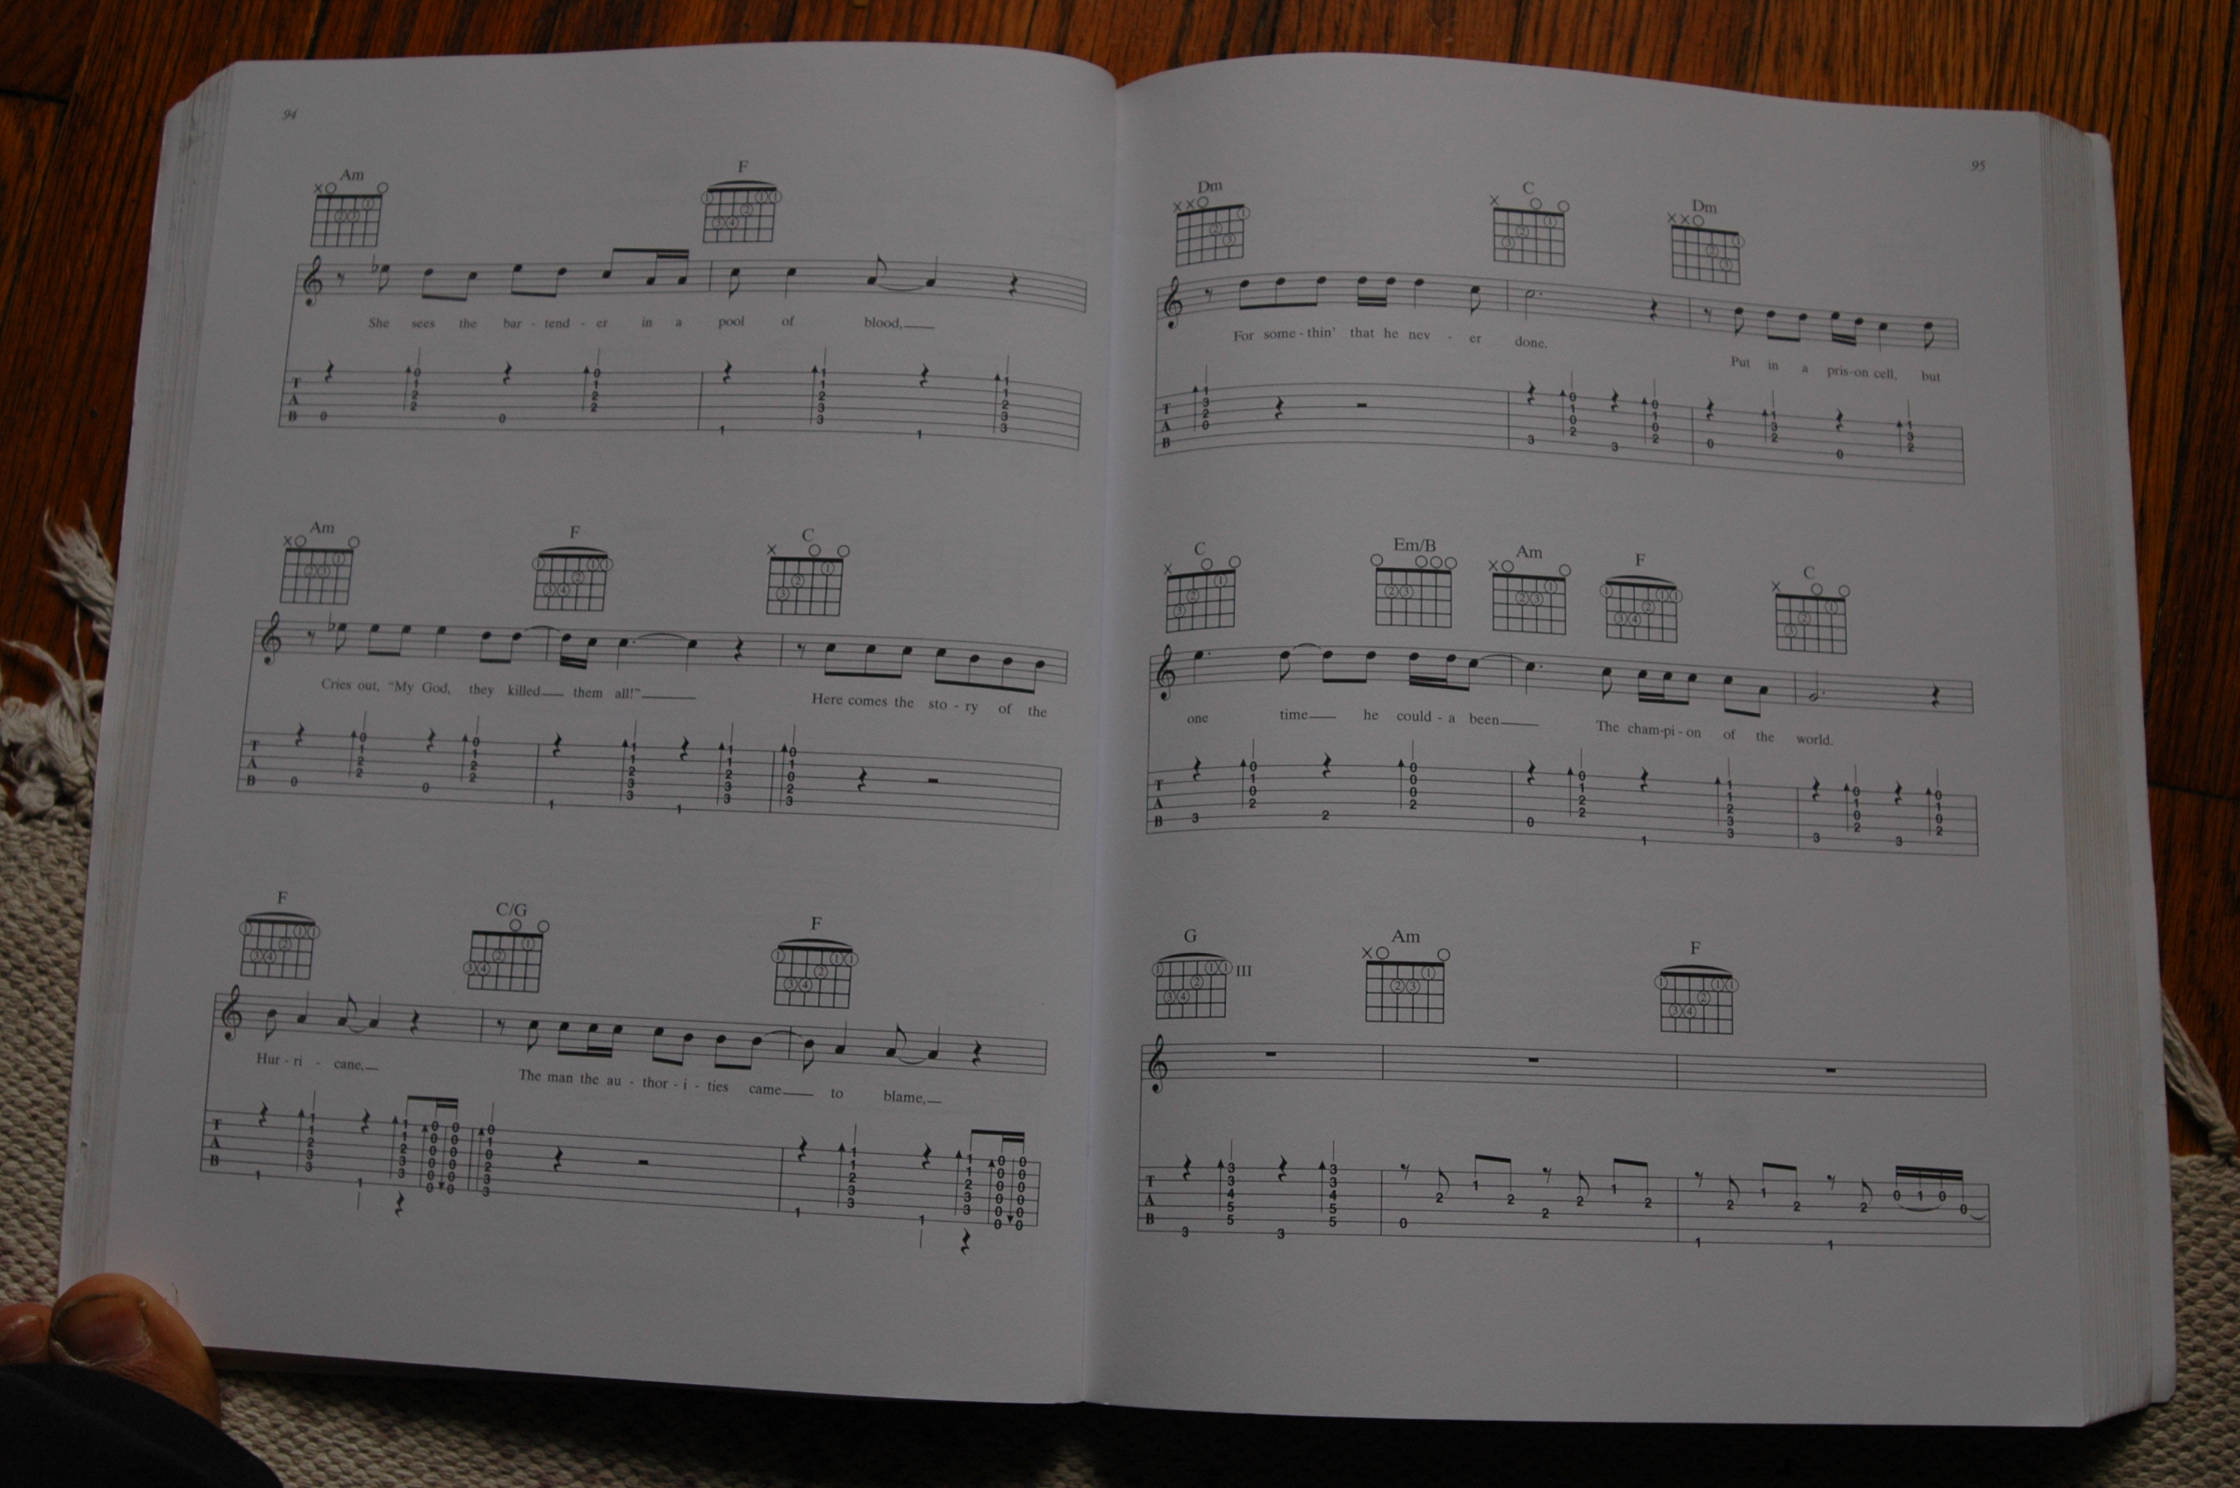 94
Am F
She sees the bar - tend - er in a pool of blood,
T
A
B
Am F C
Cries out, "My God, they killed them all!" Here comes the sto - ry of the
T
A
B
F C/G F
Hur - ri - cane, The man the au - thor - i - ties came to blame,
T
A
B
95
Dm C Dm
For some - thin' that he nev - er done. Put in a pris - on cell, but
T
A
B
C Em/B Am F C
one time he could - a been The cham - pi - on of the world.
T
A
B
G III Am F
T
A
B